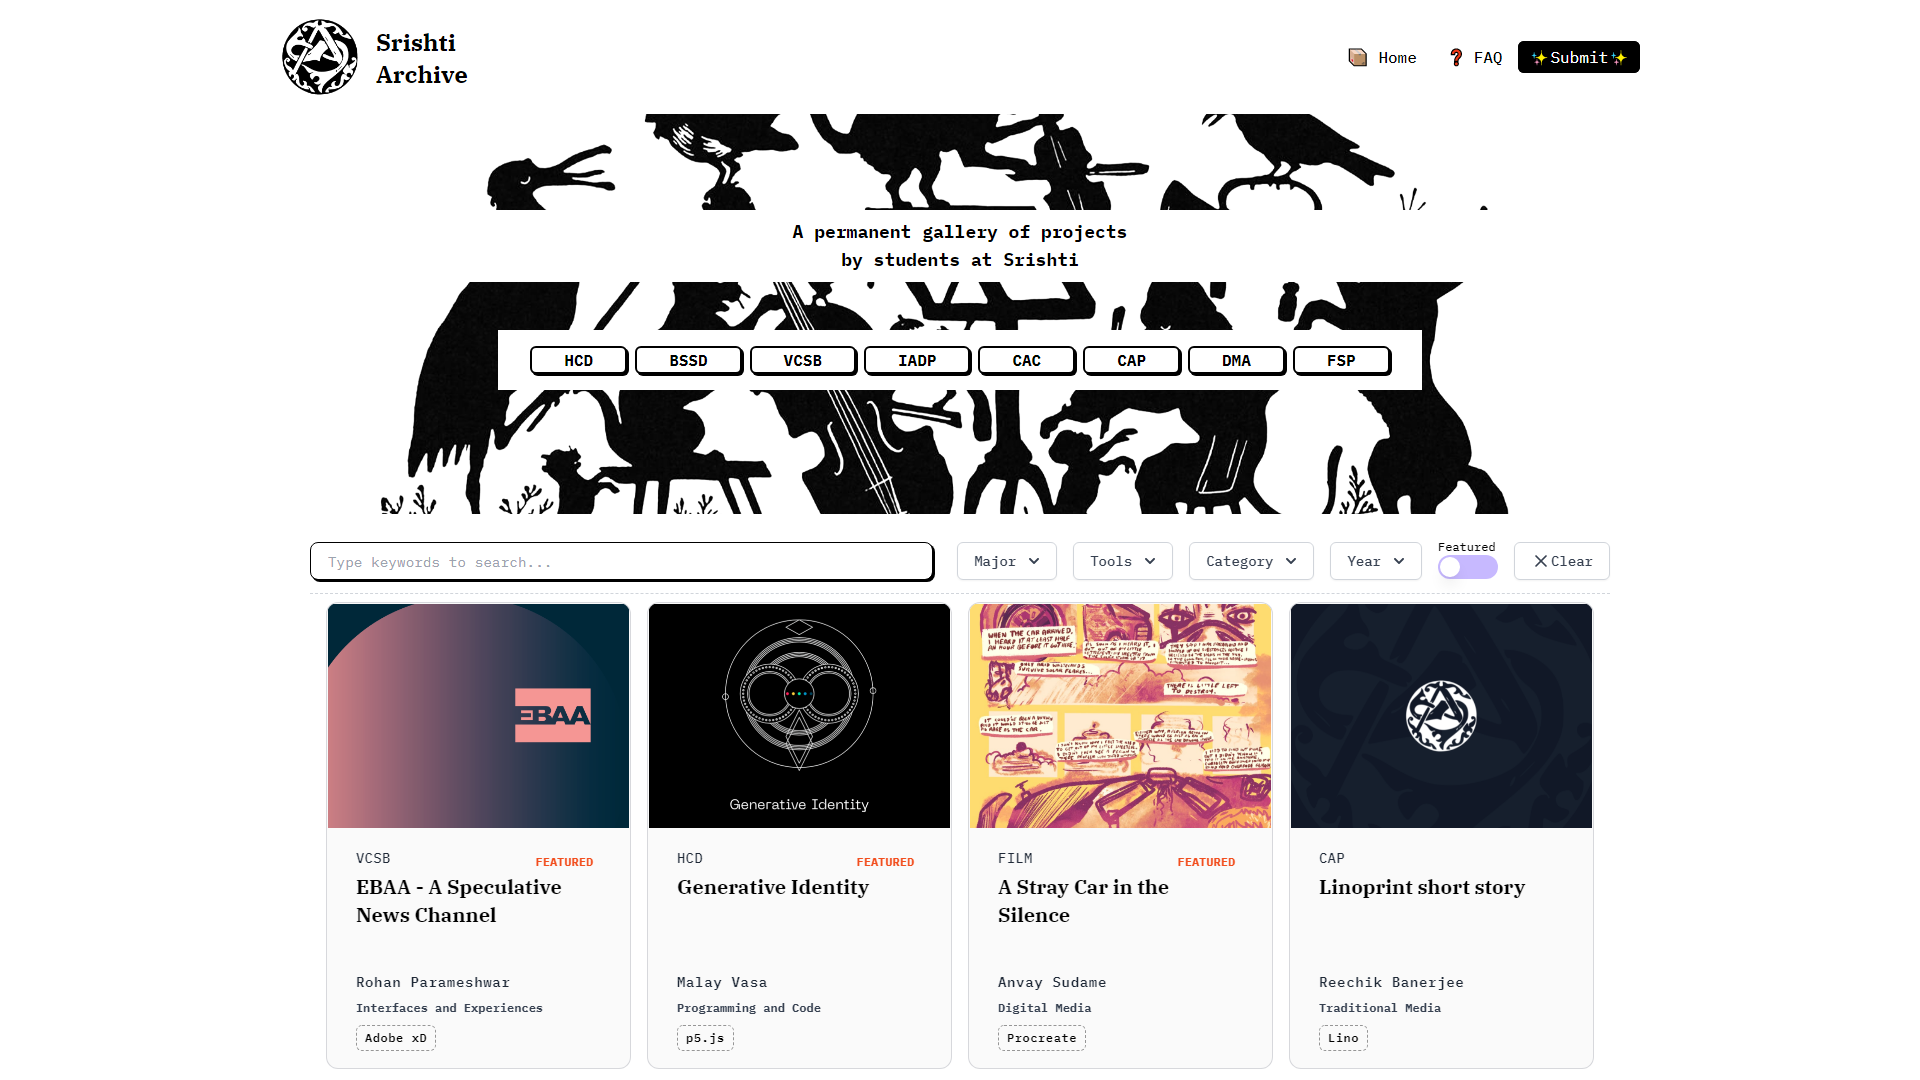 Srishti
Archive
Home
FAQ
✨Submit✨
A permanent gallery of projects
by students at Srishti
HCD
BSSD
VCSB
IADP
CAC
CAP
DMA
FSP
Type keywords to search...
Major
Tools
Category
Year
Featured
Clear
EBAA
Generative Identity
WHEN THE CAR ARRIVED,
I HEARD IT AT LEAST HALF
AN HOUR BEFORE IT GOT HERE.
THERE IS LITTLE LEFT
TO DESTROY.
VCSB
FEATURED
EBAA - A Speculative
News Channel
Rohan Parameshwar
Interfaces and Experiences
Adobe xD
HCD
FEATURED
Generative Identity
Malay Vasa
Programming and Code
p5.js
FILM
FEATURED
A Stray Car in the
Silence
Anvay Sudame
Digital Media
Procreate
CAP
Linoprint short story
Reechik Banerjee
Traditional Media
Lino